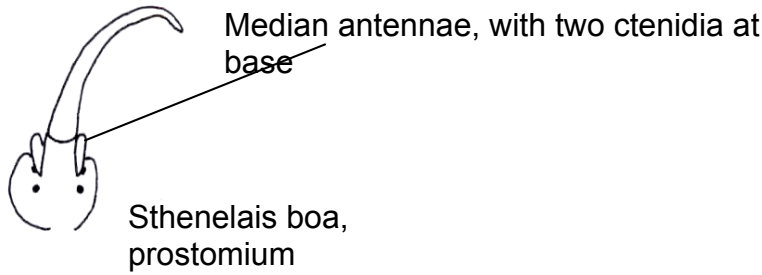 Median antennae, with two ctenidia at
base
Sthenelais boa,
prostomium